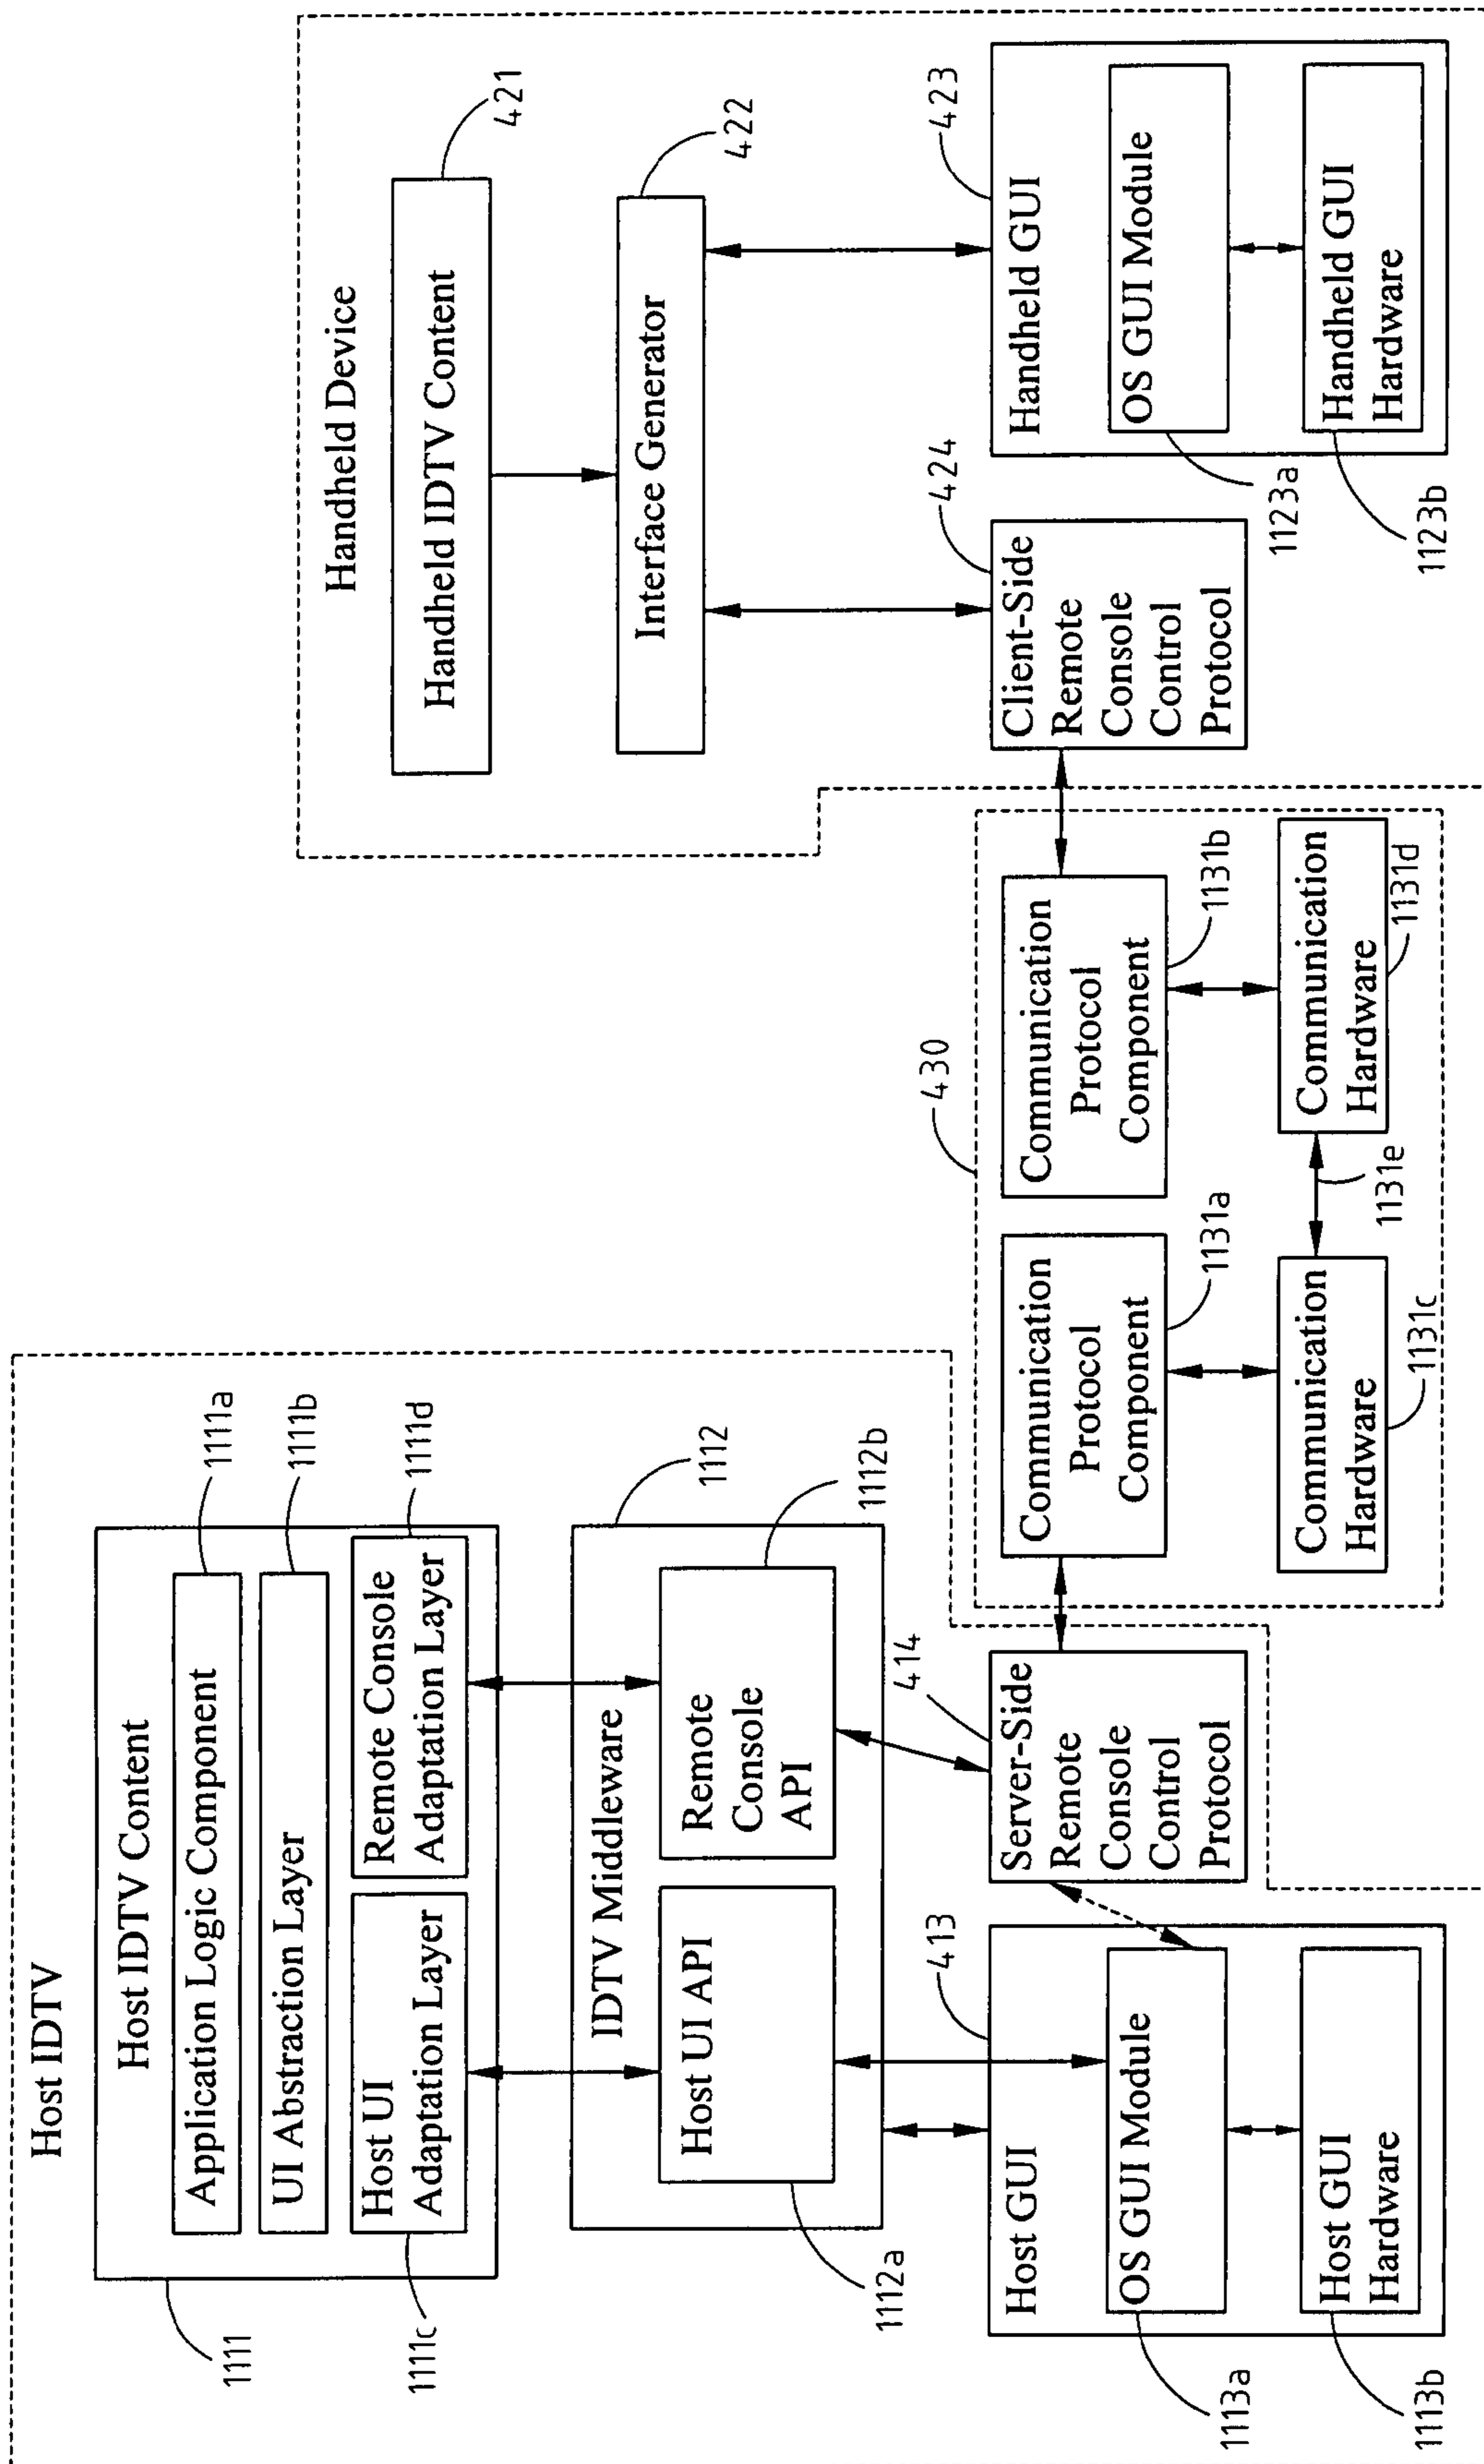 Host IDTV
1111
Host IDTV Content
Application Logic Component
1111a
UI Abstraction Layer
1111b
Host UI
Adaptation Layer
1111c
Remote Console
Adaptation Layer
1111d
IDTV Middleware
1112
Host UI API
1112a
Remote
Console
API
1112b
Host GUI
413
OS GUI Module
1113a
Host GUI
Hardware
1113b
Server-Side
Remote
Console
Control
Protocol
414
430
Communication
Protocol
Component
1131a
Communication
Protocol
Component
1131b
Communication
Hardware
1131c
1131e
Communication
Hardware
1131d
Handheld Device
Handheld IDTV Content
421
Interface Generator
422
Client-Side
Remote
Console
Control
Protocol
424
Handheld GUI
423
OS GUI Module
1123a
Handheld GUI
Hardware
1123b